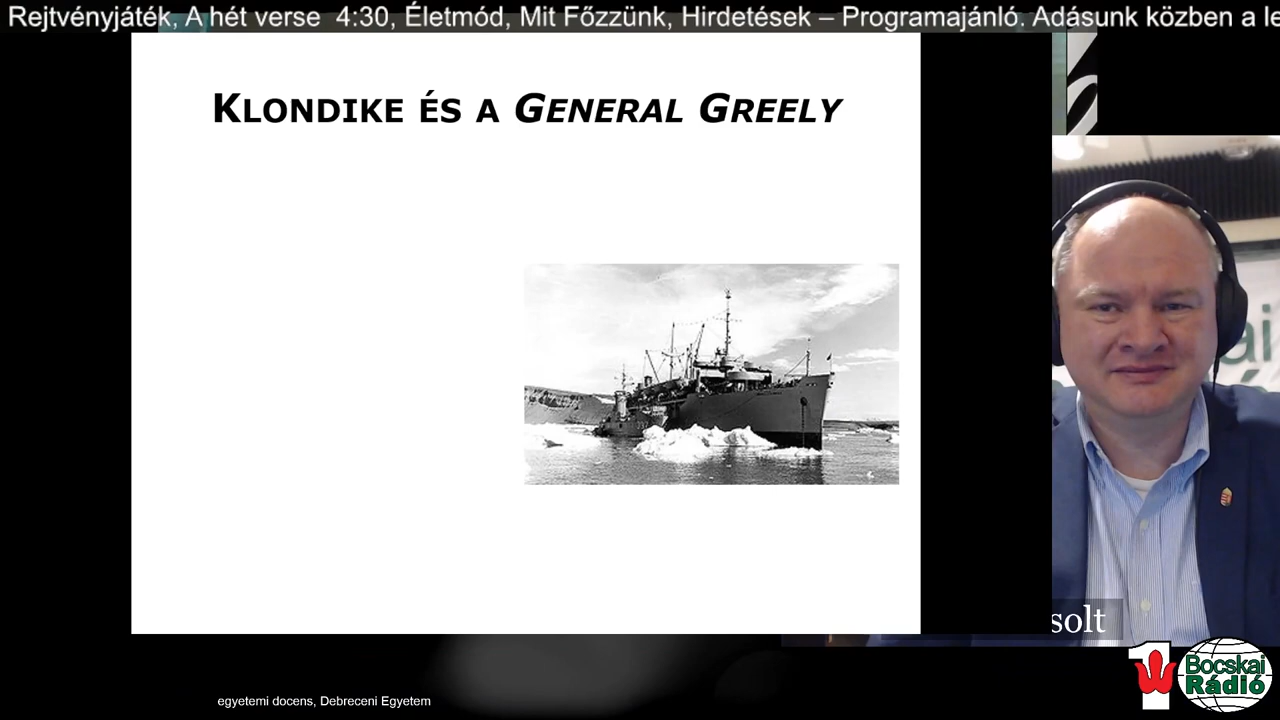 Rejtvényjáték, A hét verse 4:30, Életmód, Mit Főzzünk, Hirdetések – Programajánló. Adásunk közben a le
KLONDIKE ÉS A GENERAL GREELY
solt
egyetemi docens, Debreceni Egyetem
1
Bocskai
Rádió